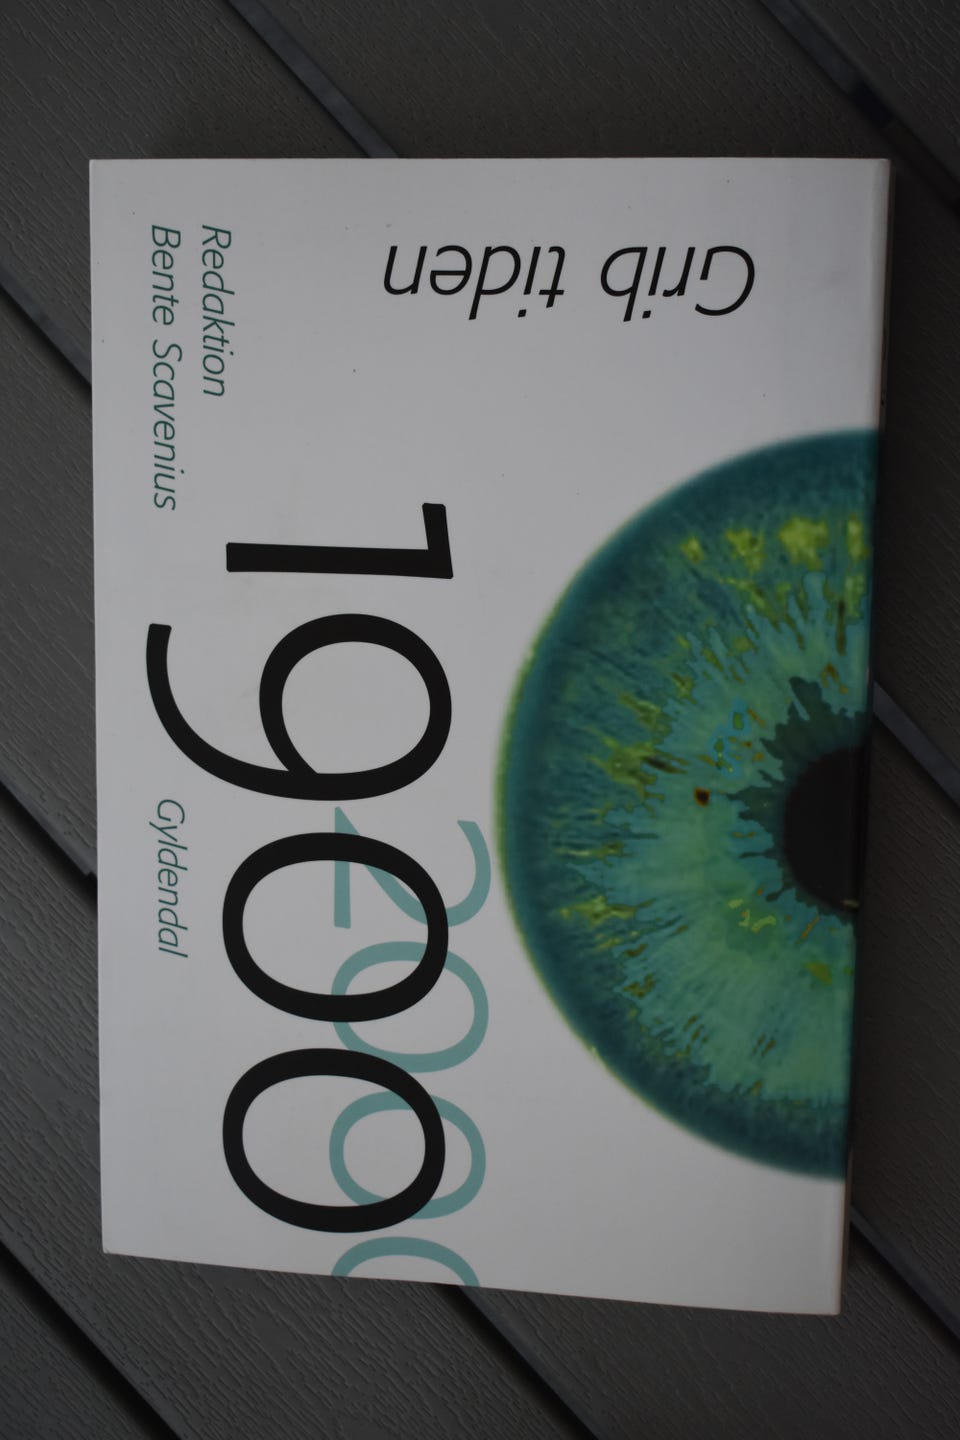 Grib tiden
1900
2000
Redaktion
Bente Scavenius
Gyldendal